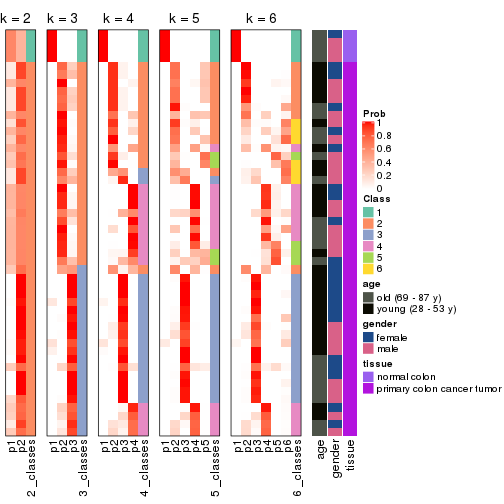 k = 2 k = 3 k = 4 k = 5 k = 6
Prob
1
0.8
0.6
0.4
0.2
0
Class
1
2
3
4
5
6
age
old (69 - 87 y)
young (28 - 53 y)
gender
female
male
tissue
normal colon
primary colon cancer tumor
p1 p2 2_classes p1 p2 p3 3_classes p1 p2 p3 p4 4_classes p1 p2 p3 p4 p5 5_classes p1 p2 p3 p4 p5 p6 6_classes age gender tissue